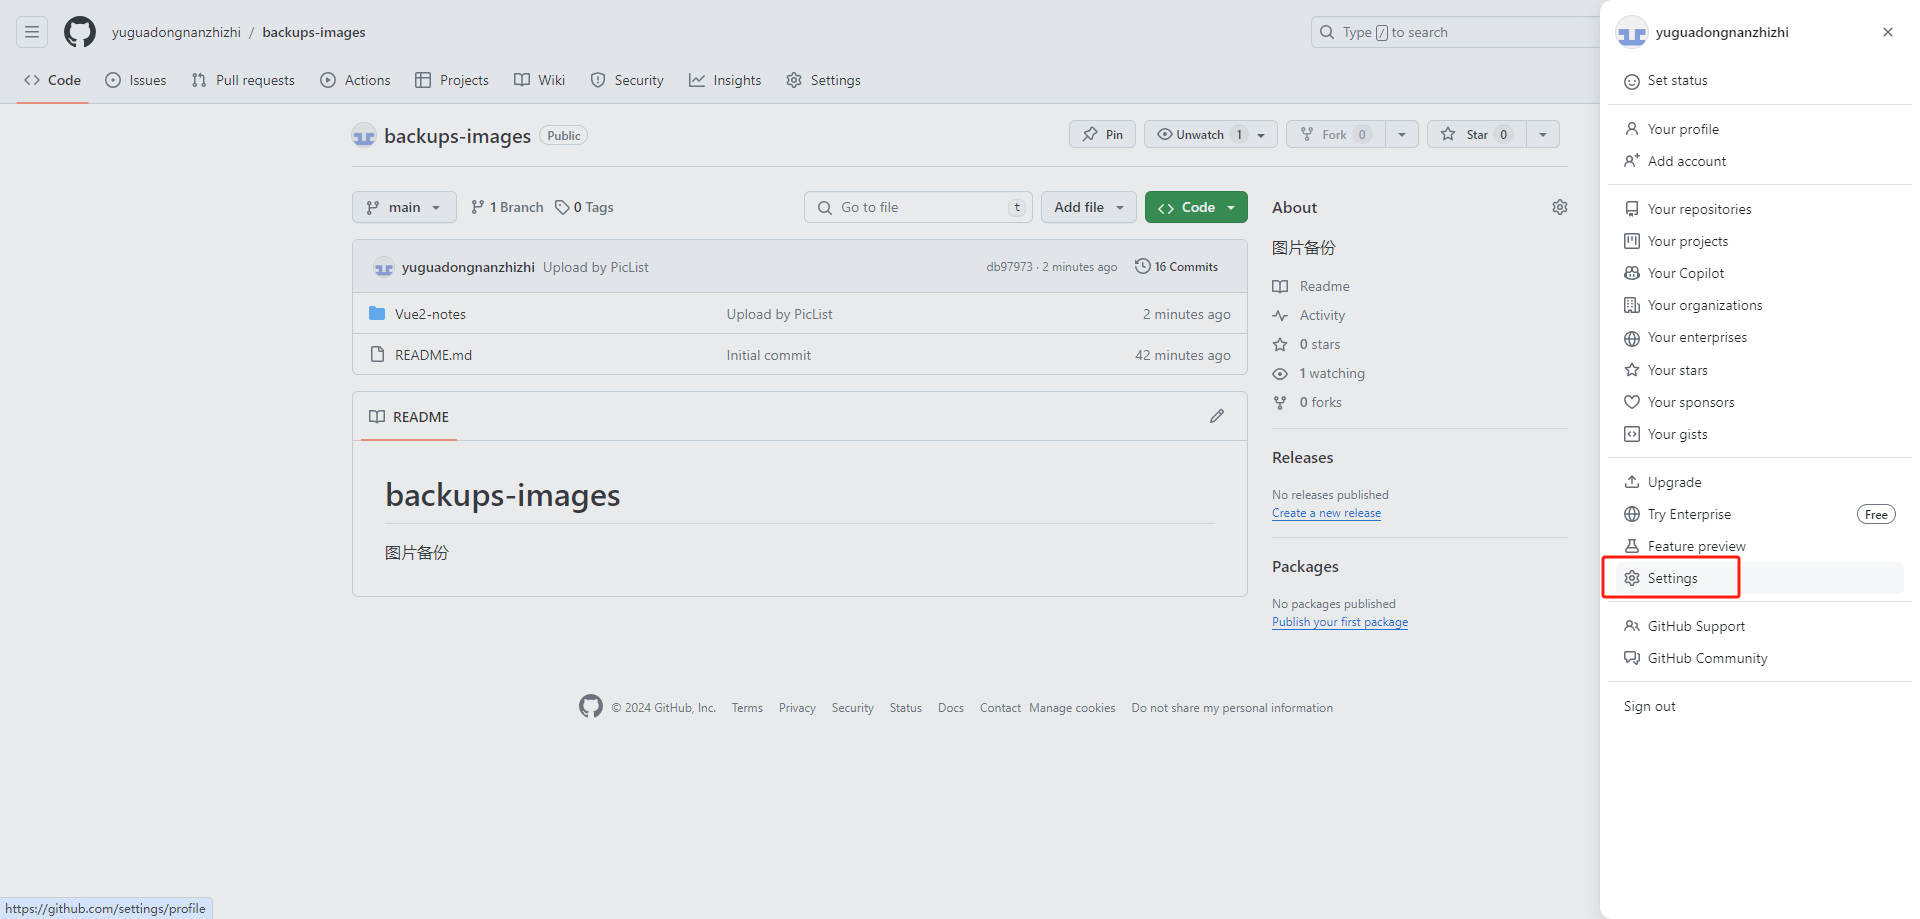 yuguadongnanzhizhi / backups-images
Type / to search
Code Issues Pull requests Actions Projects Wiki Security Insights Settings
backups-images Public
Pin Unwatch 1 Fork 0 Star 0
main 1 Branch 0 Tags Go to file t Add file Code
yuguadongnanzhizhi Upload by PicList db97973 · 2 minutes ago 16 Commits
Vue2-notes Upload by PicList 2 minutes ago
README.md Initial commit 42 minutes ago
README
backups-images
图片备份
About
图片备份
Readme
Activity
0 stars
1 watching
0 forks
Releases
No releases published
Create a new release
Packages
No packages published
Publish your first package
© 2024 GitHub, Inc. Terms Privacy Security Status Docs Contact Manage cookies Do not share my personal information
yuguadongnanzhizhi
Set status
Your profile
Add account
Your repositories
Your projects
Your Copilot
Your organizations
Your enterprises
Your stars
Your sponsors
Your gists
Upgrade
Try Enterprise Free
Feature preview
Settings
GitHub Support
GitHub Community
Sign out
https://github.com/settings/profile